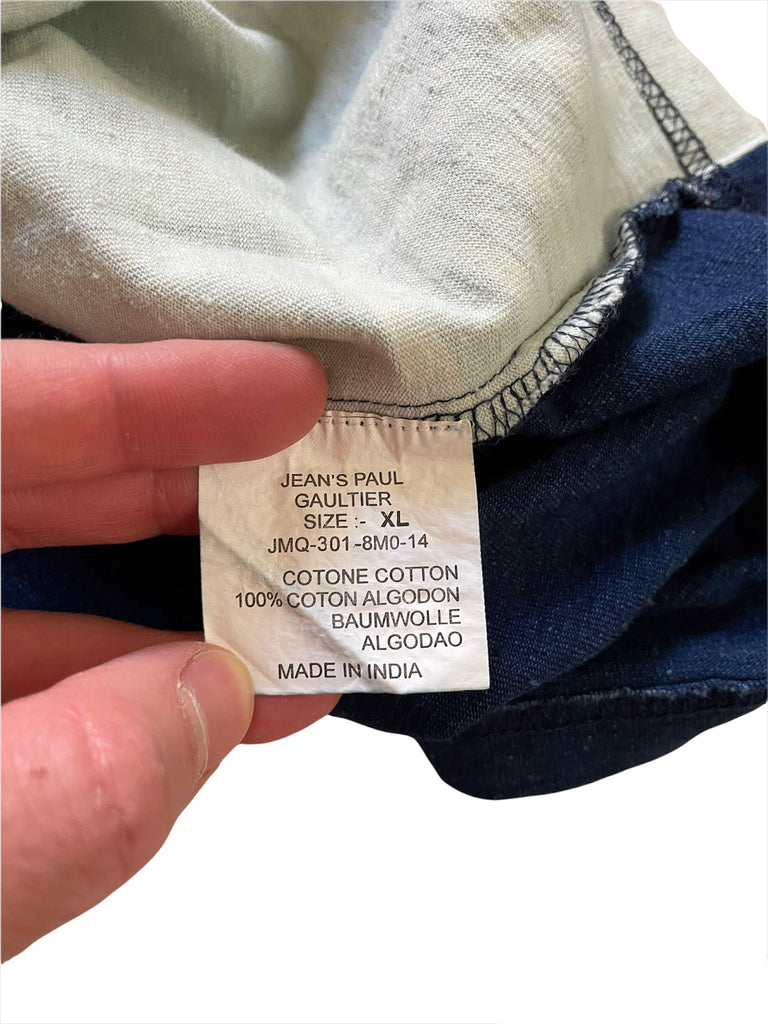 JEAN'S PAUL
GAULTIER
SIZE :- XL
JMQ-301-8M0-14
COTONE COTTON
100% COTON ALGODON
BAUMWOLLE
ALGODAO
MADE IN INDIA